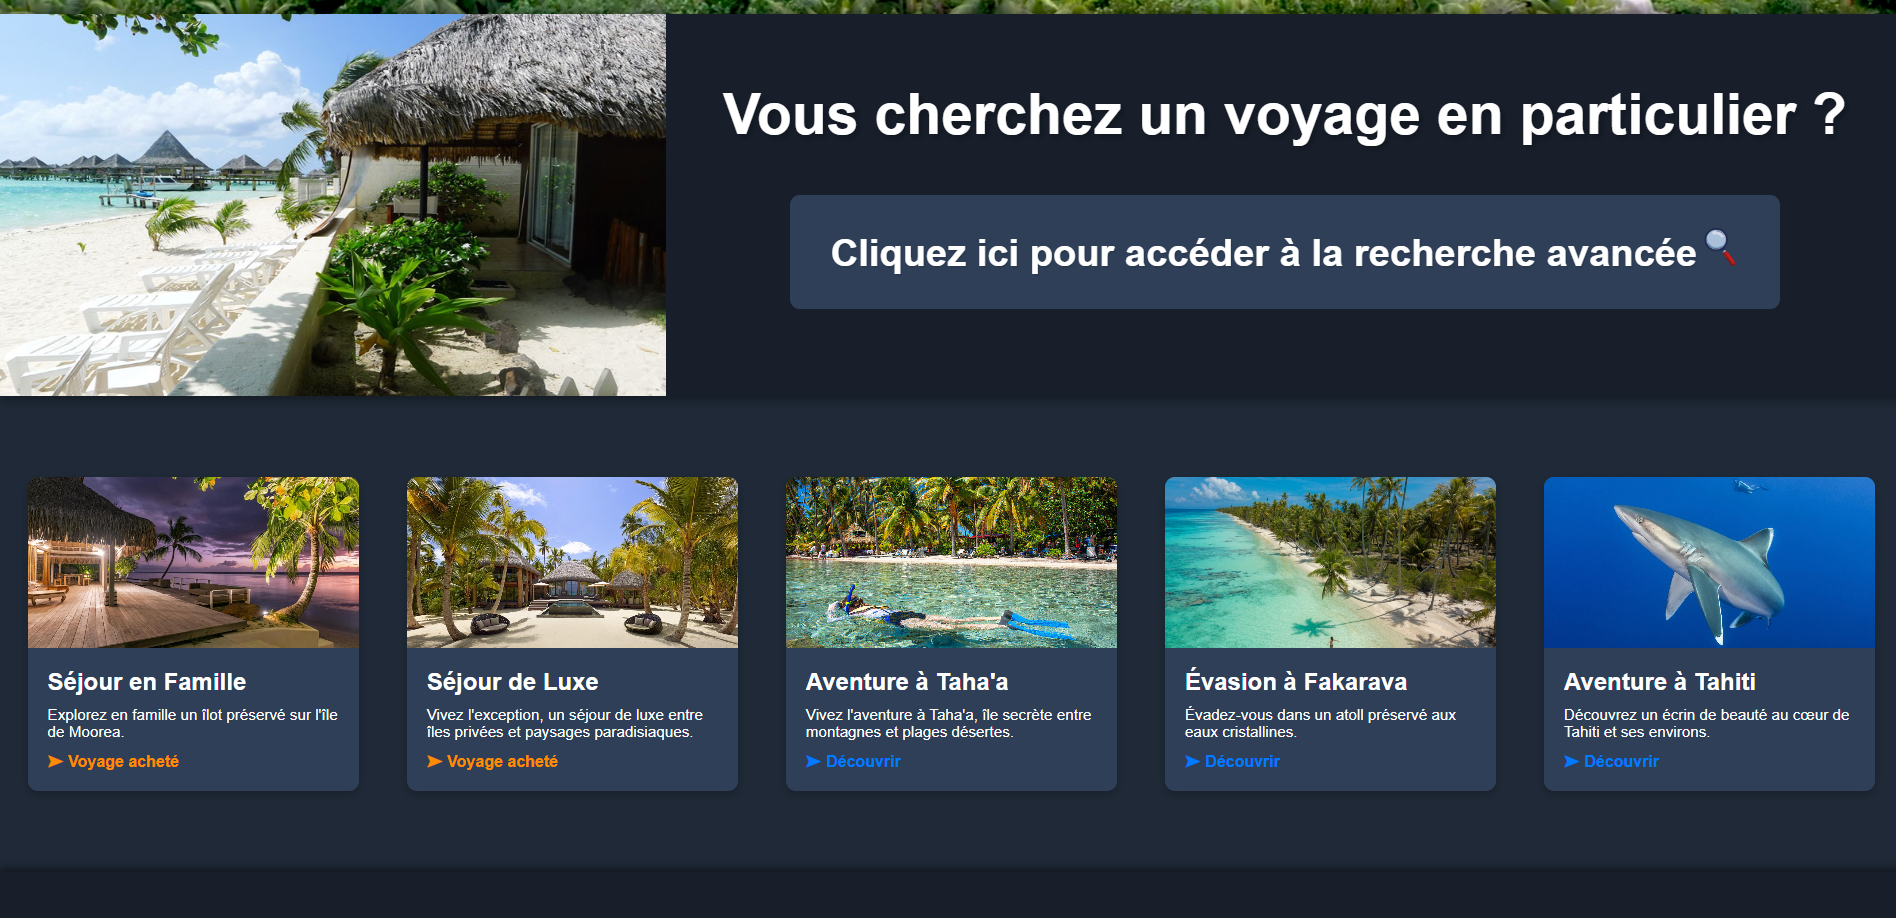 Vous cherchez un voyage en particulier ?
Cliquez ici pour accéder à la recherche avancée🔍
Séjour en Famille
Explorez en famille un îlot préservé sur l'île
de Moorea.
➤ Voyage acheté
Séjour de Luxe
Vivez l'exception, un séjour de luxe entre
îles privées et paysages paradisiaques.
➤ Voyage acheté
Aventure à Taha'a
Vivez l'aventure à Taha'a, île secrète entre
montagnes et plages désertes.
➤ Découvrir
Évasion à Fakarava
Évadez-vous dans un atoll préservé aux
eaux cristallines.
➤ Découvrir
Aventure à Tahiti
Découvrez un écrin de beauté au cœur de
Tahiti et ses environs.
➤ Découvrir